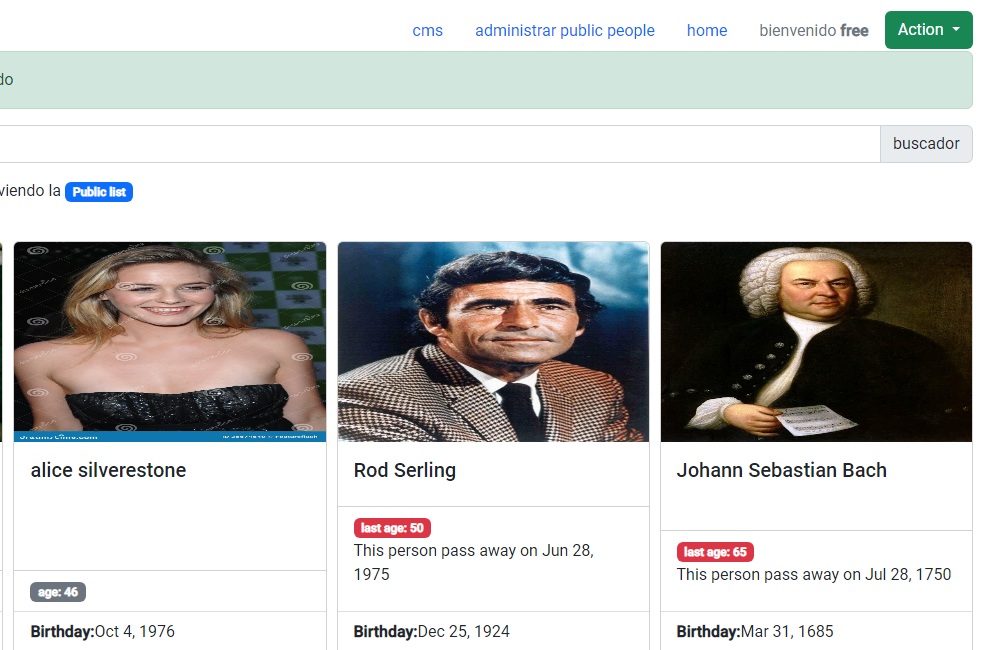 cms administrar public people home bienvenido free Action
do
buscador
viendo la Public list
alice silverestone Rod Serling Johann Sebastian Bach
last age: 50
This person pass away on Jun 28,
1975
last age: 65
This person pass away on Jul 28, 1750
age: 46
Birthday:Oct 4, 1976 Birthday:Dec 25, 1924 Birthday:Mar 31, 1685